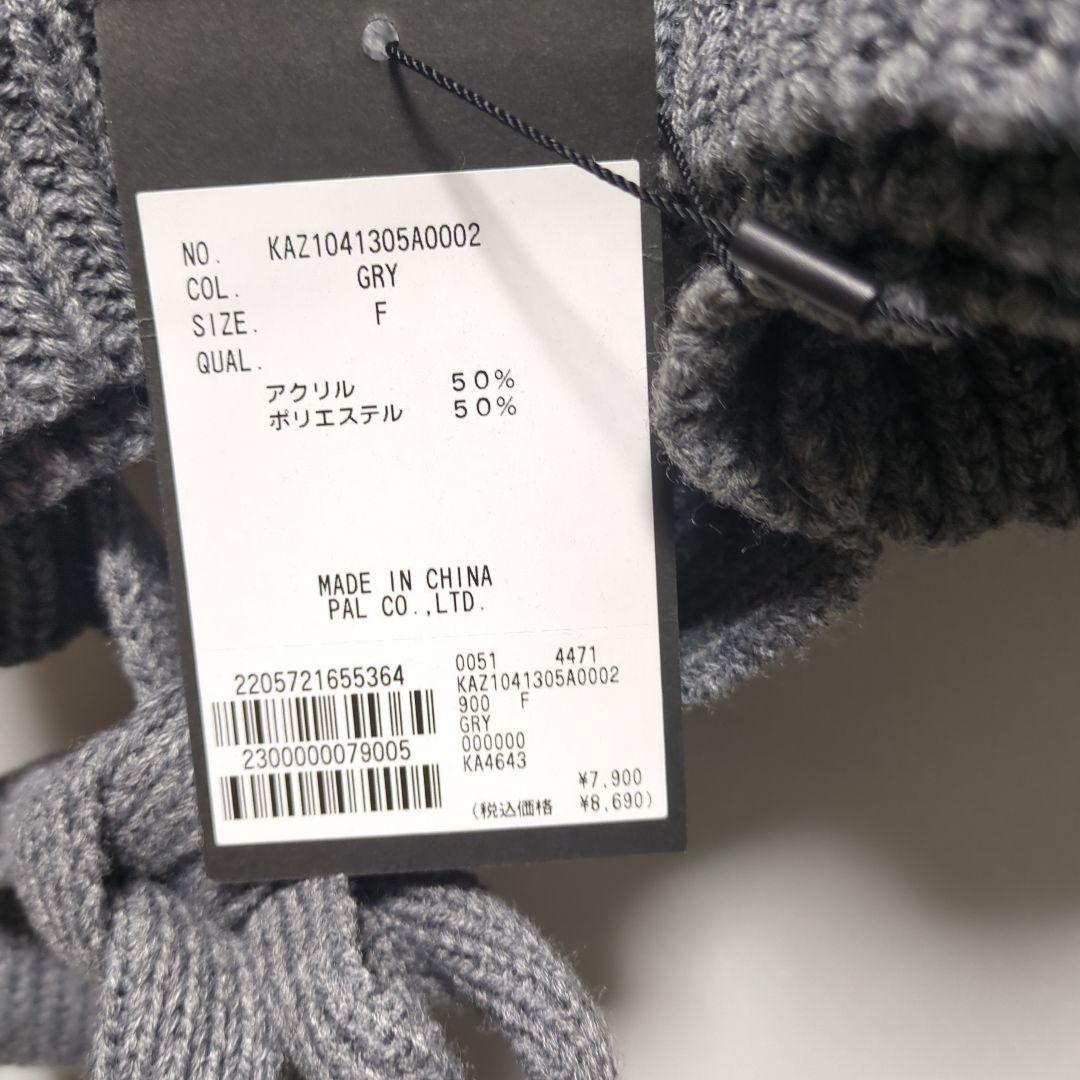 NO. KAZ1041305A0002
COL. GRY
SIZE. F
QUAL.
アクリル 50%
ポリエステル 50%
MADE IN CHINA
PAL CO.,LTD.
2205721655364
2300000079005
0051 4471
KAZ1041305A0002
900 F
GRY
000000
KA4643
¥7,900
(税込価格 ¥8,690)